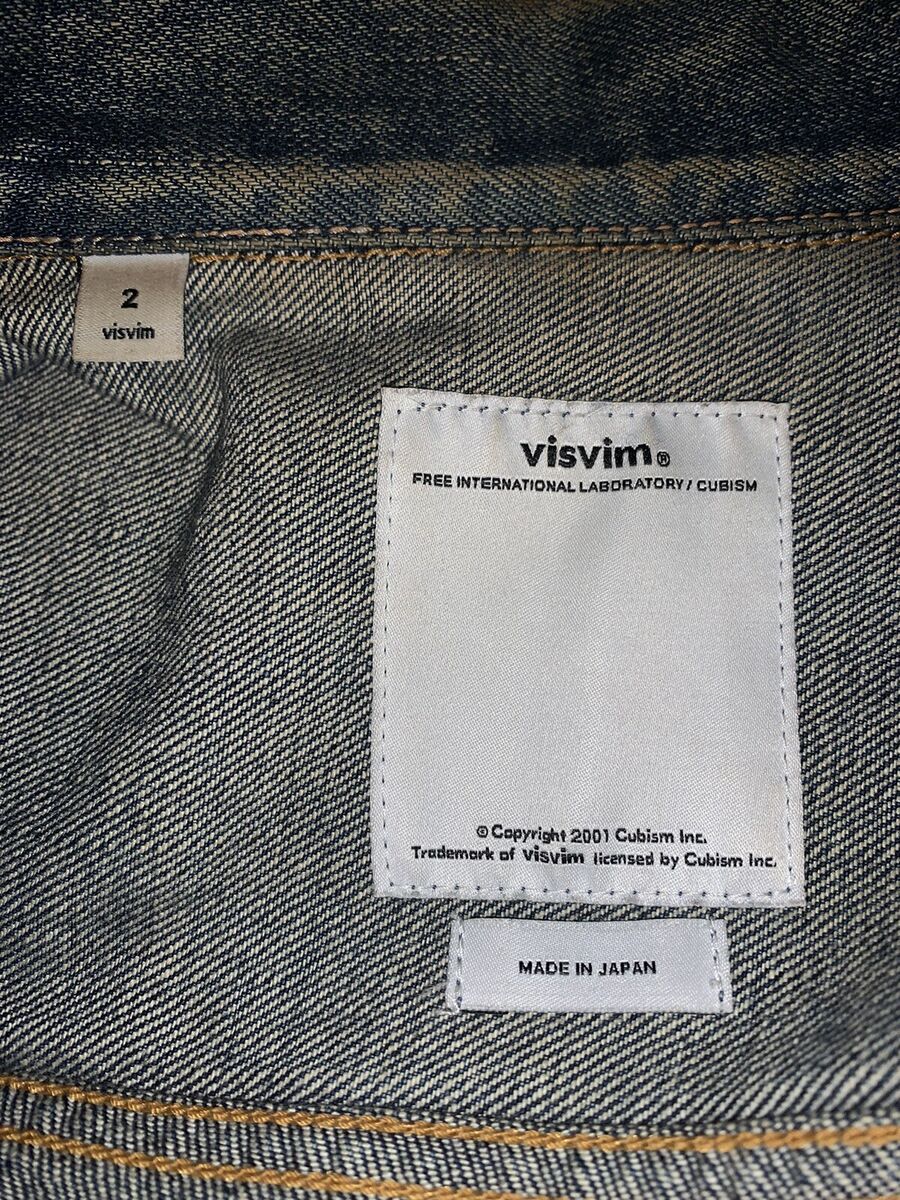 2
visvim
visvim®
FREE INTERNATIONAL LABORATORY / CUBISM
© Copyright 2001 Cubism Inc.
Trademark of visvim licensed by Cubism Inc.
MADE IN JAPAN